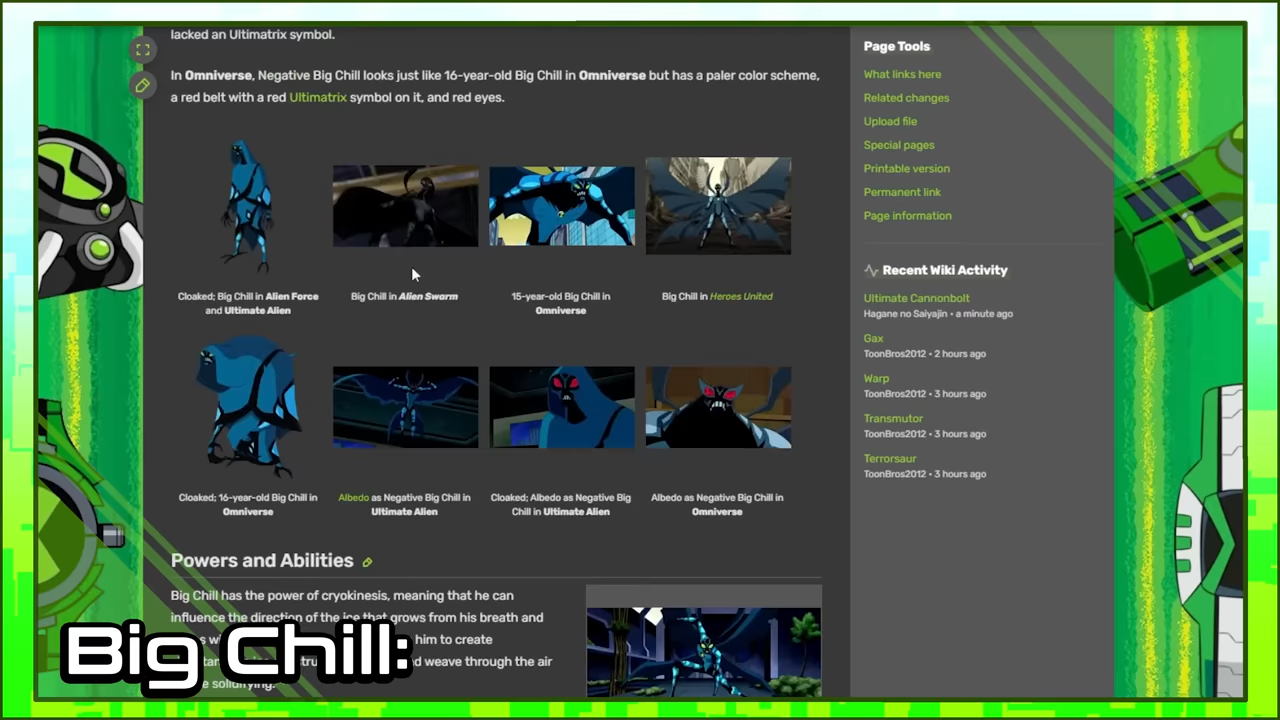 lacked an Ultimatrix symbol.
In Omniverse, Negative Big Chill looks just like 16-year-old Big Chill in Omniverse but has a paler color scheme,
a red belt with a red Ultimatrix symbol on it, and red eyes.
Cloaked; Big Chill in Alien Force
and Ultimate Alien
Big Chill in Alien Swarm
15-year-old Big Chill in
Omniverse
Big Chill in Heroes United
Cloaked; 16-year-old Big Chill in
Omniverse
Albedo as Negative Big Chill in
Ultimate Alien
Cloaked; Albedo as Negative Big
Chill in Ultimate Alien
Albedo as Negative Big Chill in
Omniverse
Powers and Abilities
Big Chill has the power of cryokinesis, meaning that he can
influence the direction of the ice that grows from his breath and
him to create
weave through the air
solidifying.
Big Chill:
Page Tools
What links here
Related changes
Upload file
Special pages
Printable version
Permanent link
Page information
Recent Wiki Activity
Ultimate Cannonbolt
Hagane no Saiyajin • a minute ago
Gax
ToonBros2012 • 2 hours ago
Warp
ToonBros2012 • 3 hours ago
Transmutor
ToonBros2012 • 3 hours ago
Terrorsaur
ToonBros2012 • 3 hours ago